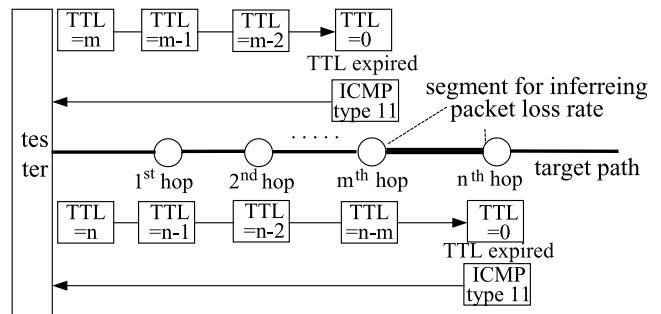 TTL =m
TTL =m-1
TTL =m-2
TTL =0
TTL expired
ICMP type 11
segment for inferreing packet loss rate
tes ter
. . . . .
1st hop
2nd hop
mth hop
nth hop
target path
TTL =n
TTL =n-1
TTL =n-2
TTL =n-m
TTL =0
TTL expired
ICMP type 11